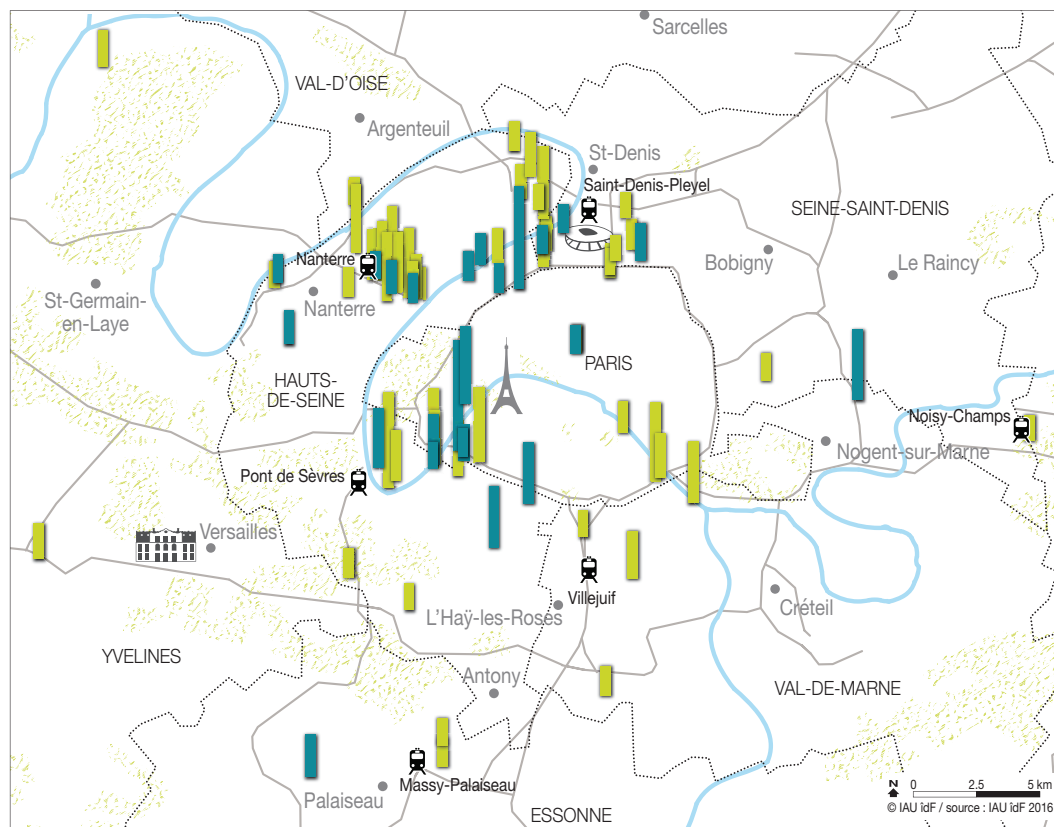 Sarcelles
VAL-D'OISE
Argenteuil
St-Denis
Saint-Denis-Pleyel
SEINE-SAINT-DENIS
Bobigny
Le Raincy
Nanterre
St-Germain-
en-Laye
Nanterre
PARIS
HAUTS-
DE-SEINE
Noisy-Champs
Nogent-sur-Marne
Pont de Sèvres
Versailles
Villejuif
L'Haÿ-les-Roses
Créteil
YVELINES
Antony
VAL-DE-MARNE
Massy-Palaiseau
Palaiseau
ESSONNE
N 0 2.5 5 km
© IAU îdF / source : IAU îdF 2016